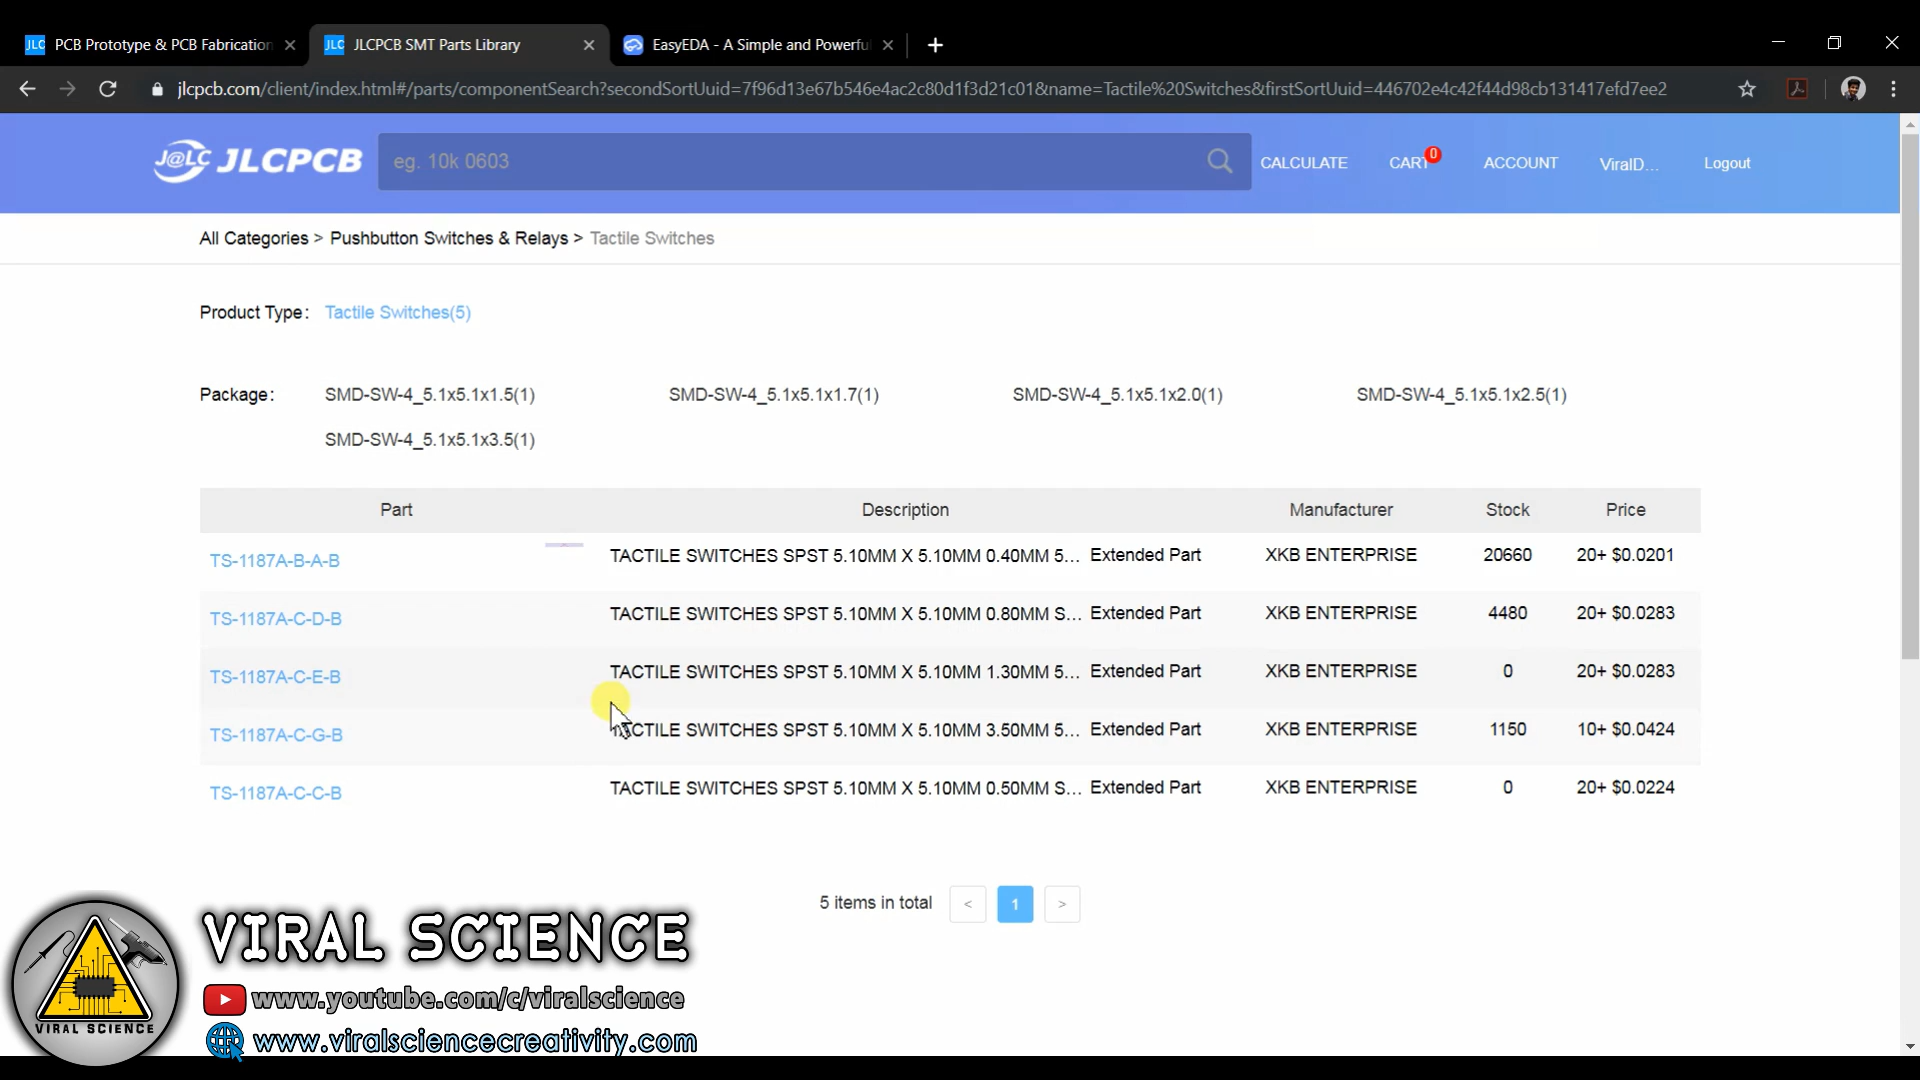 PCB Prototype & PCB Fabrication
JLCPCB SMT Parts Library
EasyEDA - A Simple and Powerfu
jlcpcb.com/client/index.html#/parts/componentSearch?secondSortUuid=7f96d13e67b546e4ac2c80d1f3d21c01&name=Tactile%20Switches&firstSortUuid=446702e4c42f44d98cb131417efd7ee2
J@LC JLCPCB
eg. 10k 0603
CALCULATE
CART 0
ACCOUNT
ViralD...
Logout
All Categories > Pushbutton Switches & Relays > Tactile Switches
Product Type: Tactile Switches(5)
Package: SMD-SW-4_5.1x5.1x1.5(1) SMD-SW-4_5.1x5.1x1.7(1) SMD-SW-4_5.1x5.1x2.0(1) SMD-SW-4_5.1x5.1x2.5(1)
SMD-SW-4_5.1x5.1x3.5(1)
Part Description Manufacturer Stock Price
TS-1187A-B-A-B TACTILE SWITCHES SPST 5.10MM X 5.10MM 0.40MM 5... Extended Part XKB ENTERPRISE 20660 20+ $0.0201
TS-1187A-C-D-B TACTILE SWITCHES SPST 5.10MM X 5.10MM 0.80MM S... Extended Part XKB ENTERPRISE 4480 20+ $0.0283
TS-1187A-C-E-B TACTILE SWITCHES SPST 5.10MM X 5.10MM 1.30MM 5... Extended Part XKB ENTERPRISE 0 20+ $0.0283
TS-1187A-C-G-B TACTILE SWITCHES SPST 5.10MM X 5.10MM 3.50MM 5... Extended Part XKB ENTERPRISE 1150 10+ $0.0424
TS-1187A-C-C-B TACTILE SWITCHES SPST 5.10MM X 5.10MM 0.50MM S... Extended Part XKB ENTERPRISE 0 20+ $0.0224
5 items in total < 1 >
VIRAL SCIENCE
VIRAL SCIENCE
www.youtube.com/c/viralscience
www.viralsciencecreativity.com